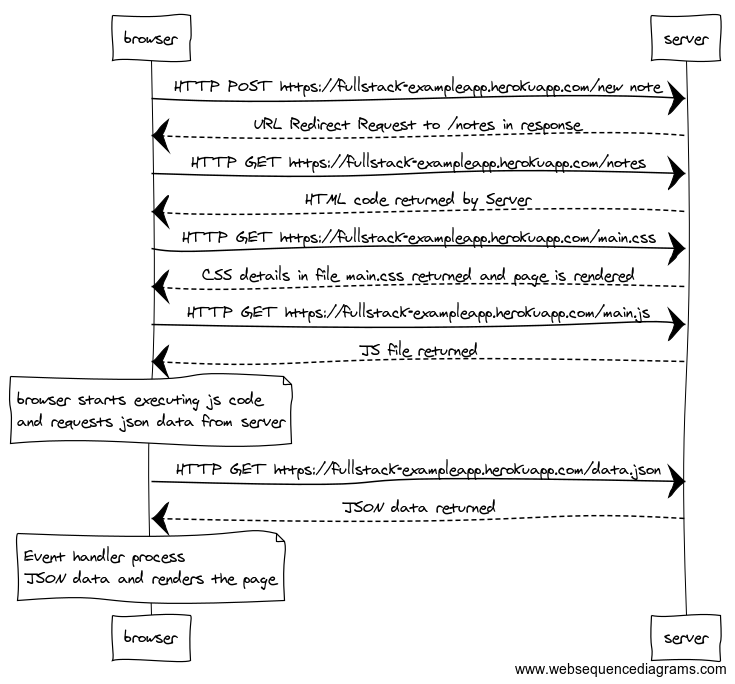 browser
server
HTTP POST https://fullstack-exampleapp.herokuapp.com/new note
URL Redirect Request to /notes in response
HTTP GET https://fullstack-exampleapp.herokuapp.com/notes
HTML code returned by Server
HTTP GET https://fullstack-exampleapp.herokuapp.com/main.css
CSS details in file main.css returned and page is rendered
HTTP GET https://fullstack-exampleapp.herokuapp.com/main.js
JS file returned
browser starts executing js code
and requests json data from server
HTTP GET https://fullstack-exampleapp.herokuapp.com/data.json
JSON data returned
Event handler process
JSON data and renders the page
browser
server
www.websequencediagrams.com